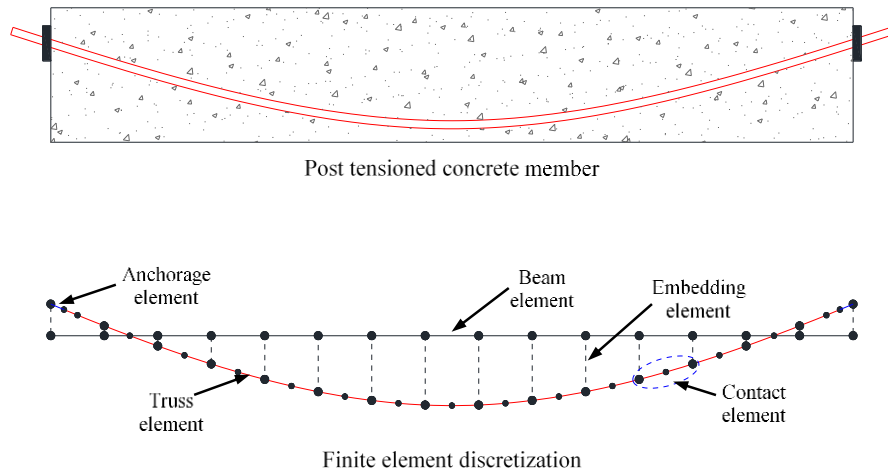 Post tensioned concrete member
Anchorage
element
Beam
element
Embedding
element
Truss
element
Contact
element
Finite element discretization